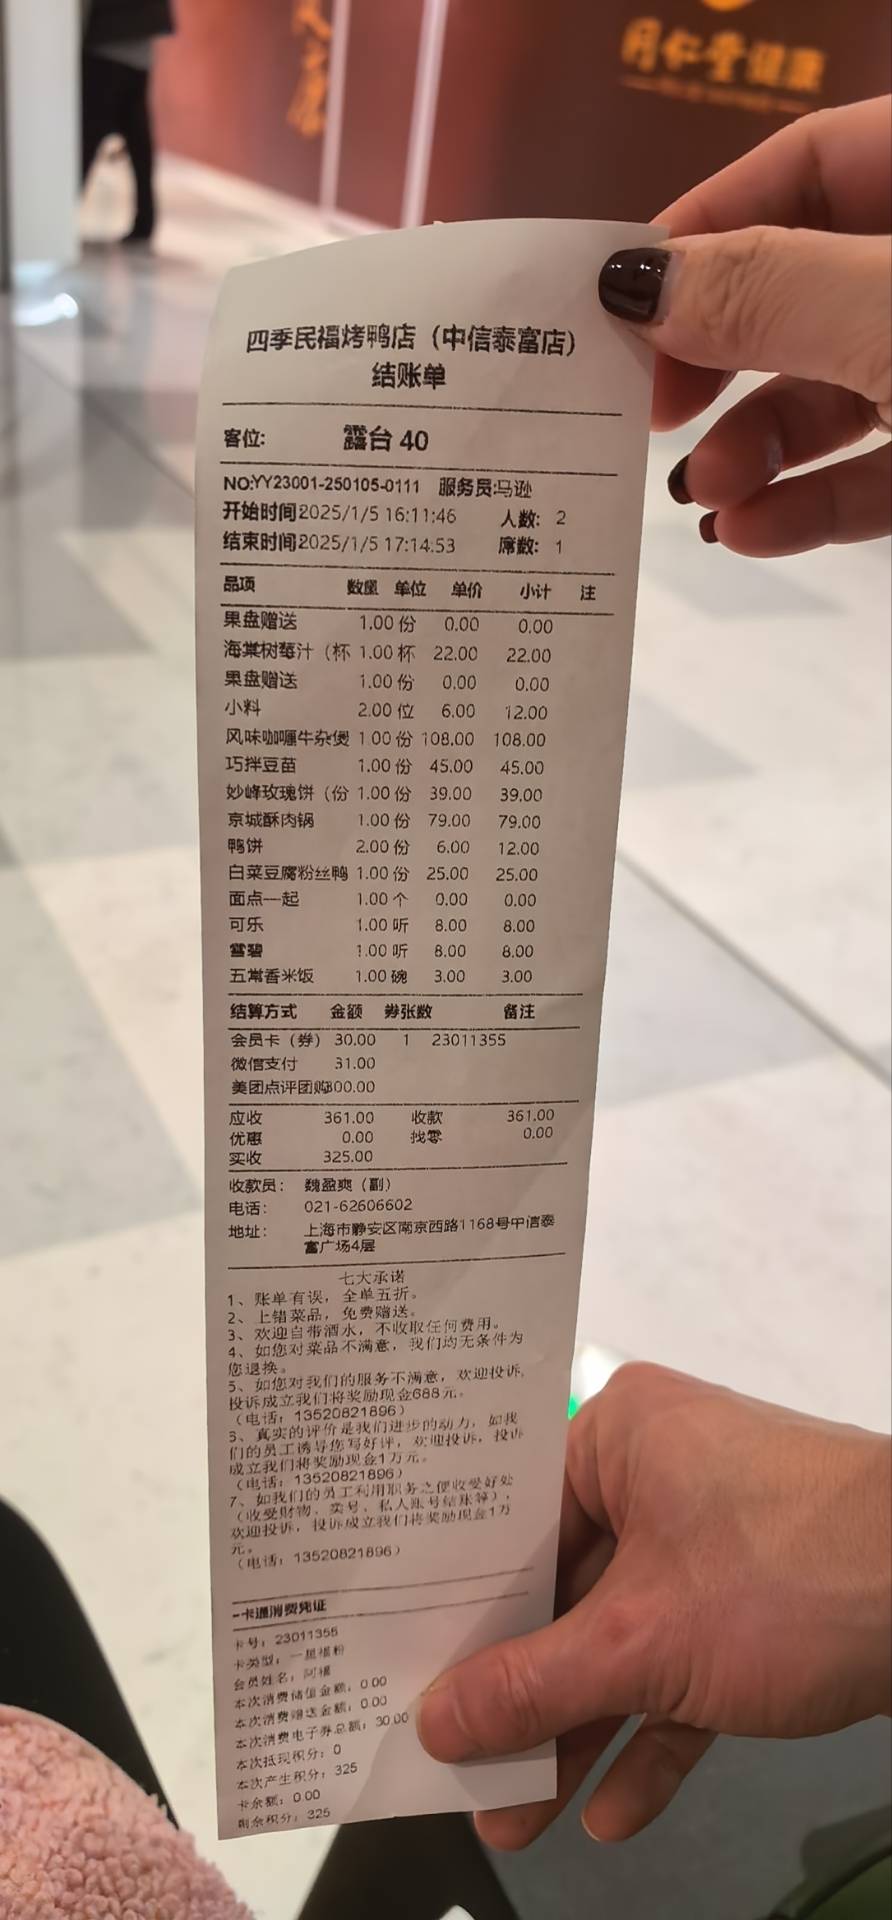 同仁堂健康
四季民福烤鸭店（中信泰富店）
结账单
客位: 露台 40
NO:YY23001-250105-0111 服务员:马逊
开始时间2025/1/5 16:11:46 人数: 2
结束时间2025/1/5 17:14:53 席数: 1
品项 数量 单位 单价 小计 注
果盘赠送 1.00 份 0.00 0.00
海棠树莓汁（杯 1.00 杯 22.00 22.00
果盘赠送 1.00 份 0.00 0.00
小料 2.00 位 6.00 12.00
风味咖喱牛杂煲 1.00 份 108.00 108.00
巧拌豆苗 1.00 份 45.00 45.00
妙峰玫瑰饼（份 1.00 份 39.00 39.00
京城酥肉锅 1.00 份 79.00 79.00
鸭饼 2.00 份 6.00 12.00
白菜豆腐粉丝鸭 1.00 份 25.00 25.00
面点一起 1.00 个 0.00 0.00
可乐 1.00 听 8.00 8.00
雪碧 1.00 听 8.00 8.00
五常香米饭 1.00 碗 3.00 3.00
结算方式 金额 券张数 备注
会员卡（券） 30.00 1 23011355
微信支付 31.00
美团点评团购300.00
应收 361.00 收款 361.00
优惠 0.00 找零 0.00
实收 325.00
收款员: 魏盈爽（副）
电话: 021-62606602
地址: 上海市静安区南京西路1168号中信泰
富广场4层
七大承诺
1、账单有误，全单五折。
2、上错菜品，免费赠送。
3、欢迎自带酒水，不收取任何费用。
4、如您对菜品不满意，我们均无条件为
您退换。
5、如您对我们的服务不满意，欢迎投诉，
投诉成立我们将奖励现金688元。
（电话：13520821896）
6、真实的评价是我们进步的动力，如我
们的员工诱导您写好评，欢迎投诉，投诉
成立我们将奖励现金1万元。
（电话：13520821896）
7、如我们的员工利用职务之便收受好处
（收受财物、卖号、私人账号结账等），
欢迎投诉，投诉成立我们将奖励现金1万
元。
（电话：13520821896）
一卡通消费凭证
卡号：23011355
卡类型：一星福粉
会员姓名：阿福
本次消费储值金额：0.00
本次消费赠送金额：0.00
本次消费电子券总额：30.00
本次抵现积分：0
本次产生积分：325
卡余额：0.00
剩余积分：325